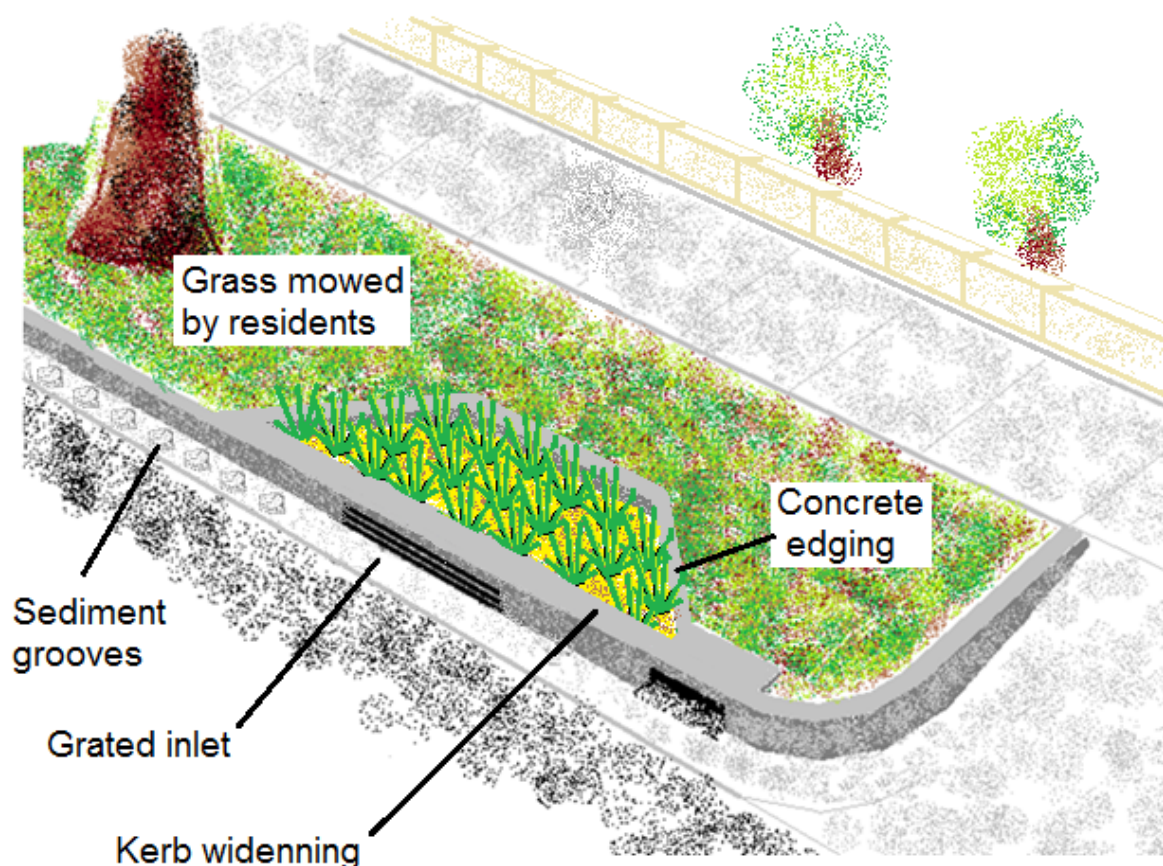 Grass mowed
by residents
Concrete
edging
Sediment
grooves
Grated inlet
Kerb widenning